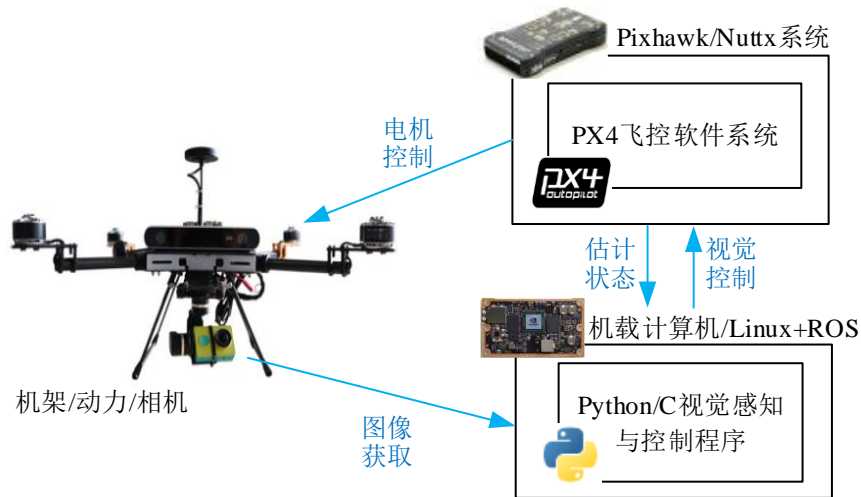 Pixhawk/Nuttx系统
PX4飞控软件系统
px4
autopilot
电机
控制
估计
状态
视觉
控制
机载计算机/Linux+ROS
机架/动力/相机
图像
获取
Python/C视觉感知
与控制程序